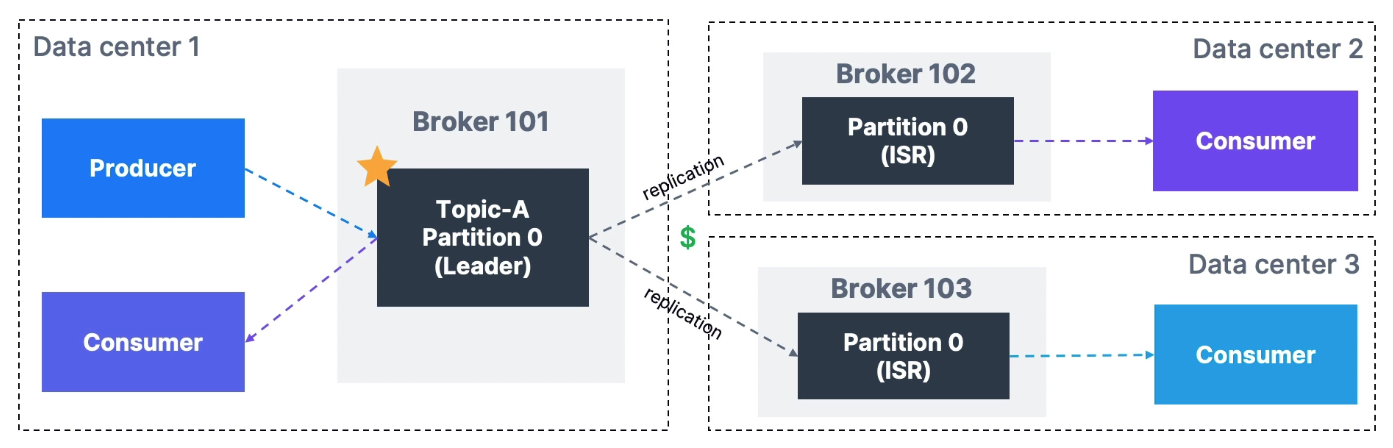 Data center 1
Producer
Consumer
Broker 101
Topic-A
Partition 0
(Leader)
replication
$
replication
Data center 2
Broker 102
Partition 0
(ISR)
Consumer
Data center 3
Broker 103
Partition 0
(ISR)
Consumer